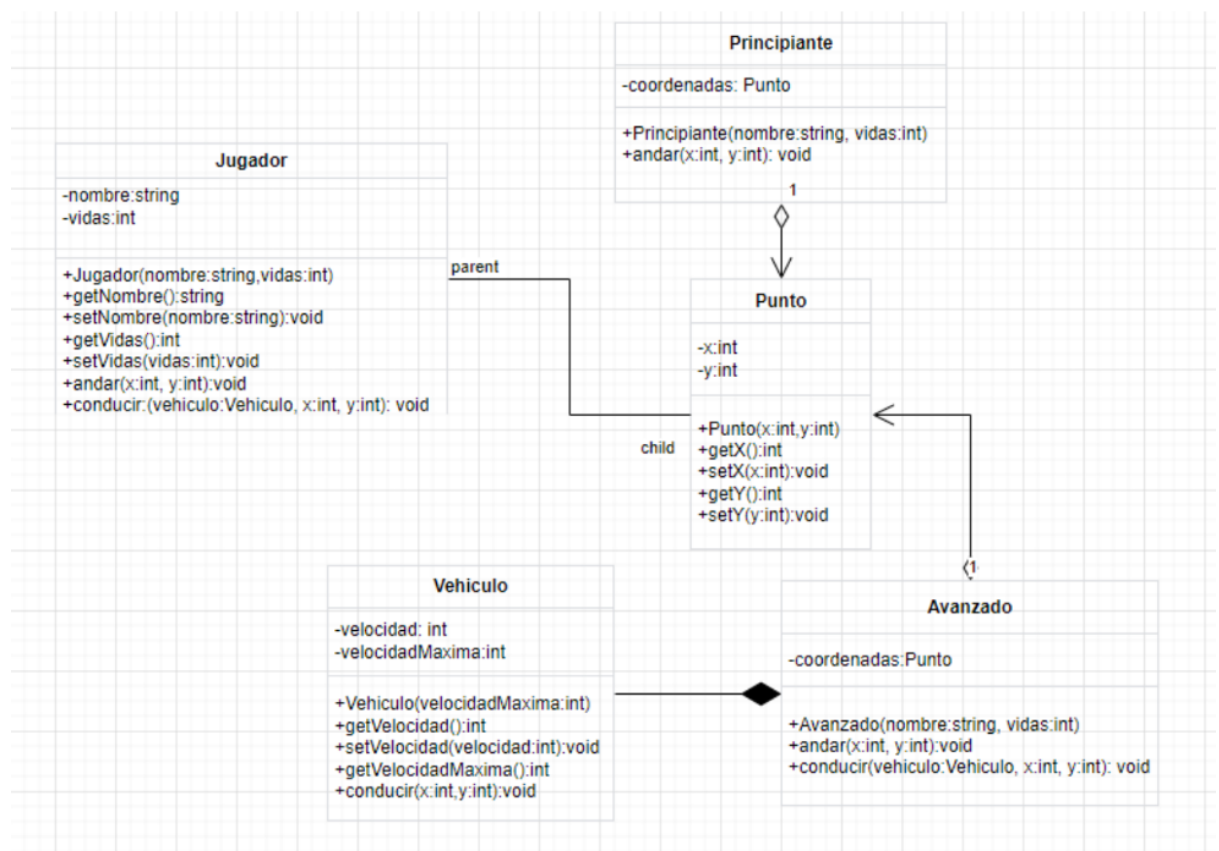 Principiante
-coordenadas: Punto
+Principiante(nombre:string, vidas:int)
+andar(x:int, y:int): void
1
Jugador
-nombre:string
-vidas:int
+Jugador(nombre:string,vidas:int)
+getNombre():string
+setNombre(nombre:string):void
+getVidas():int
+setVidas(vidas:int):void
+andar(x:int, y:int):void
+conducir:(vehiculo:Vehiculo, x:int, y:int): void
parent
child
Punto
-x:int
-y:int
+Punto(x:int,y:int)
+getX():int
+setX(x:int):void
+getY():int
+setY(y:int):void
Vehiculo
-velocidad: int
-velocidadMaxima:int
+Vehiculo(velocidadMaxima:int)
+getVelocidad():int
+setVelocidad(velocidad:int):void
+getVelocidadMaxima():int
+conducir(x:int,y:int):void
1
Avanzado
-coordenadas:Punto
+Avanzado(nombre:string, vidas:int)
+andar(x:int, y:int):void
+conducir(vehiculo:Vehiculo, x:int, y:int): void